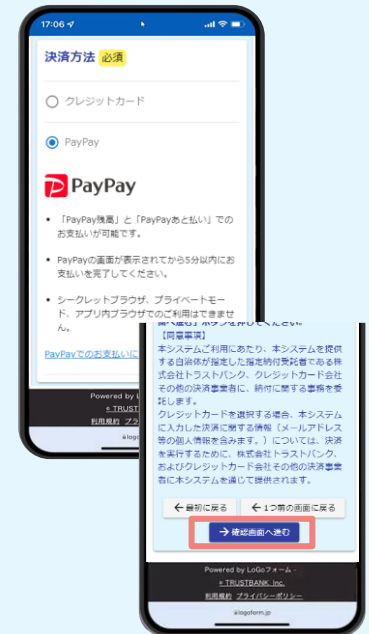 17:06
決済方法 必須
クレジットカード
PayPay
PayPay
• 「PayPay残高」と「PayPayあと払い」での
お支払いが可能です。
• PayPayの画面が表示されてから5分以内にお
支払いを完了してください。
• シークレットブラウザ、プライベートモー
ド、アプリ内ブラウザでのご利用はできませ
ん。
PayPayでのお支払いに
Powered by L
© TRUST
利用規約 プラ
logo
へ進む」ボタンを押してください。
【同意事項】
本システムご利用にあたり、本システムを提供
する自治体が指定した指定納付受託者である株
式会社トラストバンク、クレジットカード会社
その他の決済事業者に、納付に関する事務を委
託します。
クレジットカードを選択する場合、本システム
に入力した決済に関する情報（メールアドレス
等の個人情報を含みます。）については、決済
を実行するために、株式会社トラストバンク、
およびクレジットカード会社その他の決済事業
者に本システムを通じて提供されます。
← 最初に戻る ← 1つ前の画面に戻る
→ 確認画面へ進む
Powered by LoGoフォーム -
© TRUSTBANK, Inc.
利用規約 プライバシーポリシー
logoform.jp